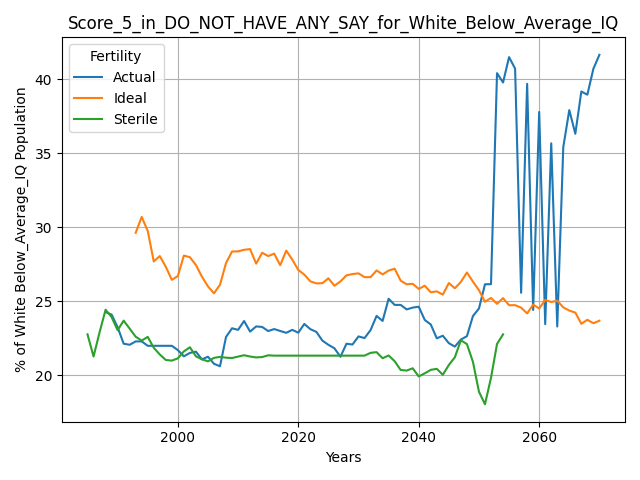 Score_5_in_DO_NOT_HAVE_ANY_SAY_for_White_Below_Average_IQ
Fertility
Actual
Ideal
Sterile
% of White Below_Average_IQ Population
40
35
30
25
20
2000
2020
2040
2060
Years